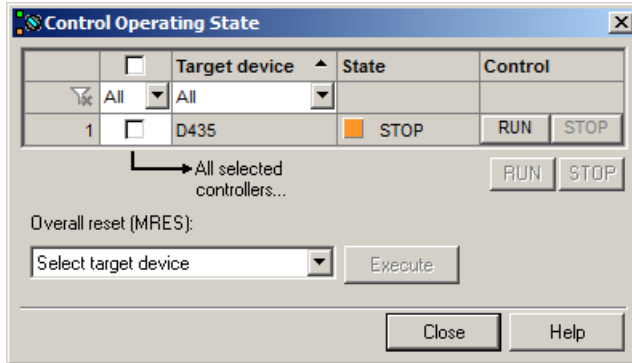 Control Operating State
Target device State Control
All All
1 D435 STOP RUN STOP
All selected
controllers...
RUN STOP
Overall reset (MRES):
Select target device Execute
Close Help